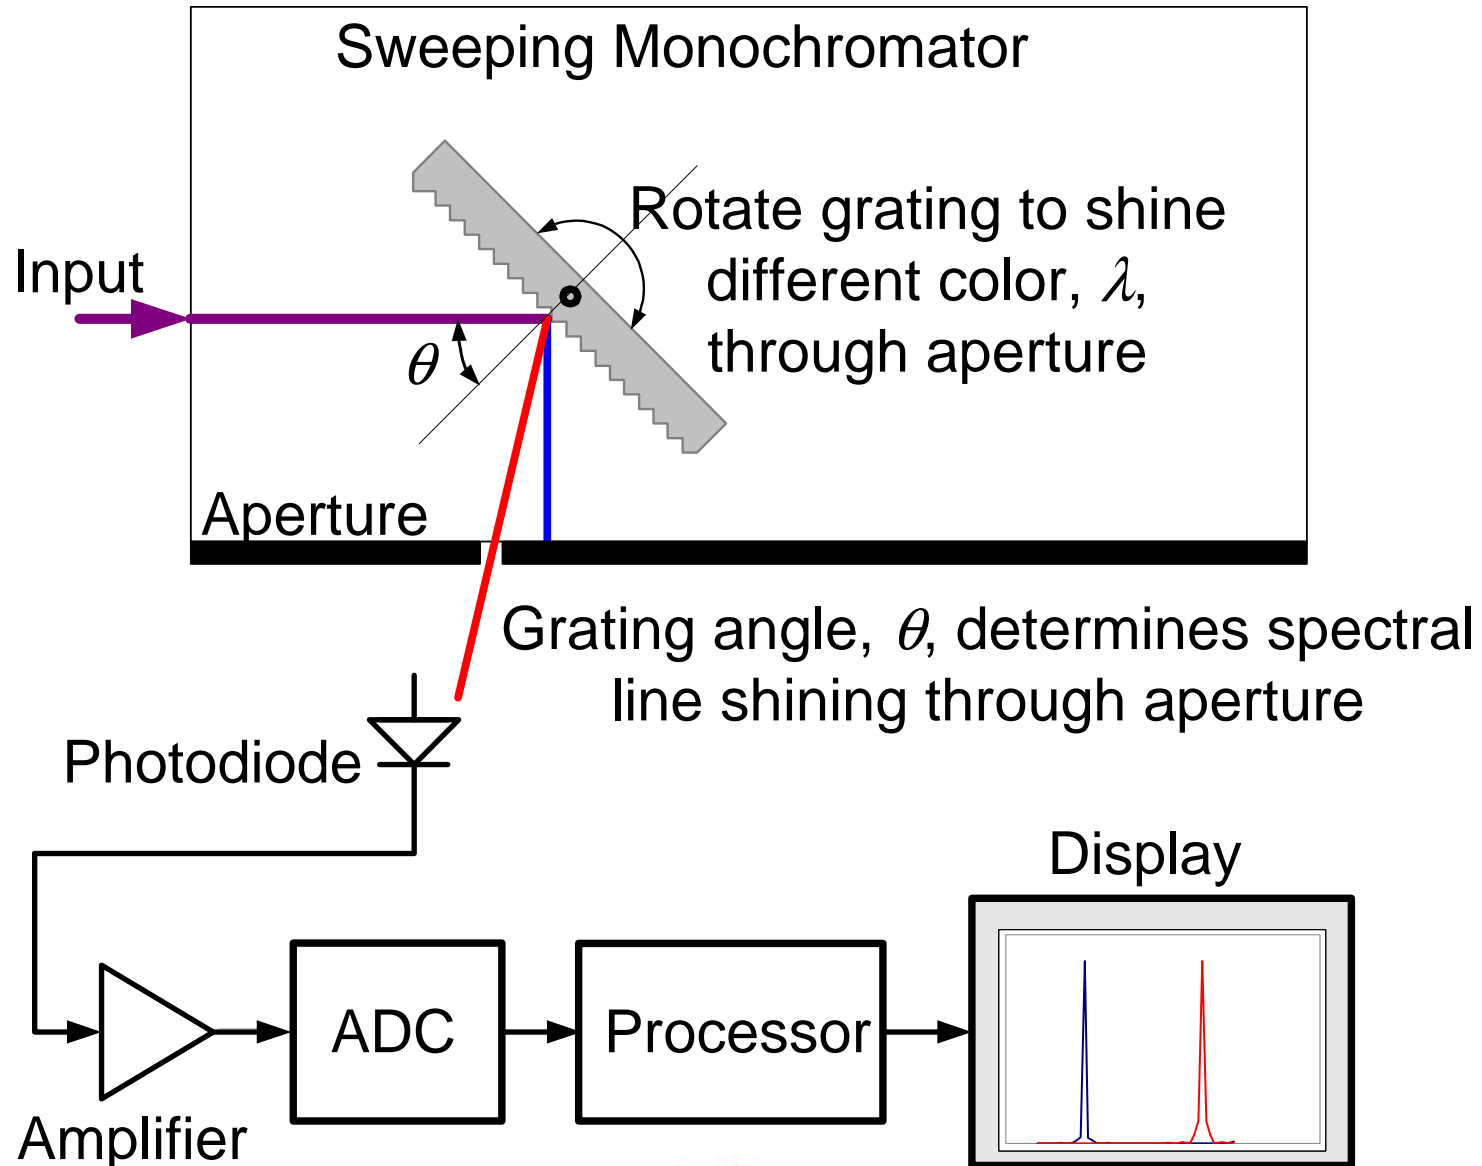 Sweeping Monochromator
Rotate grating to shine
different color, λ,
through aperture
Input
θ
Aperture
Grating angle, θ, determines spectral
line shining through aperture
Photodiode
Display
ADC
Processor
Amplifier